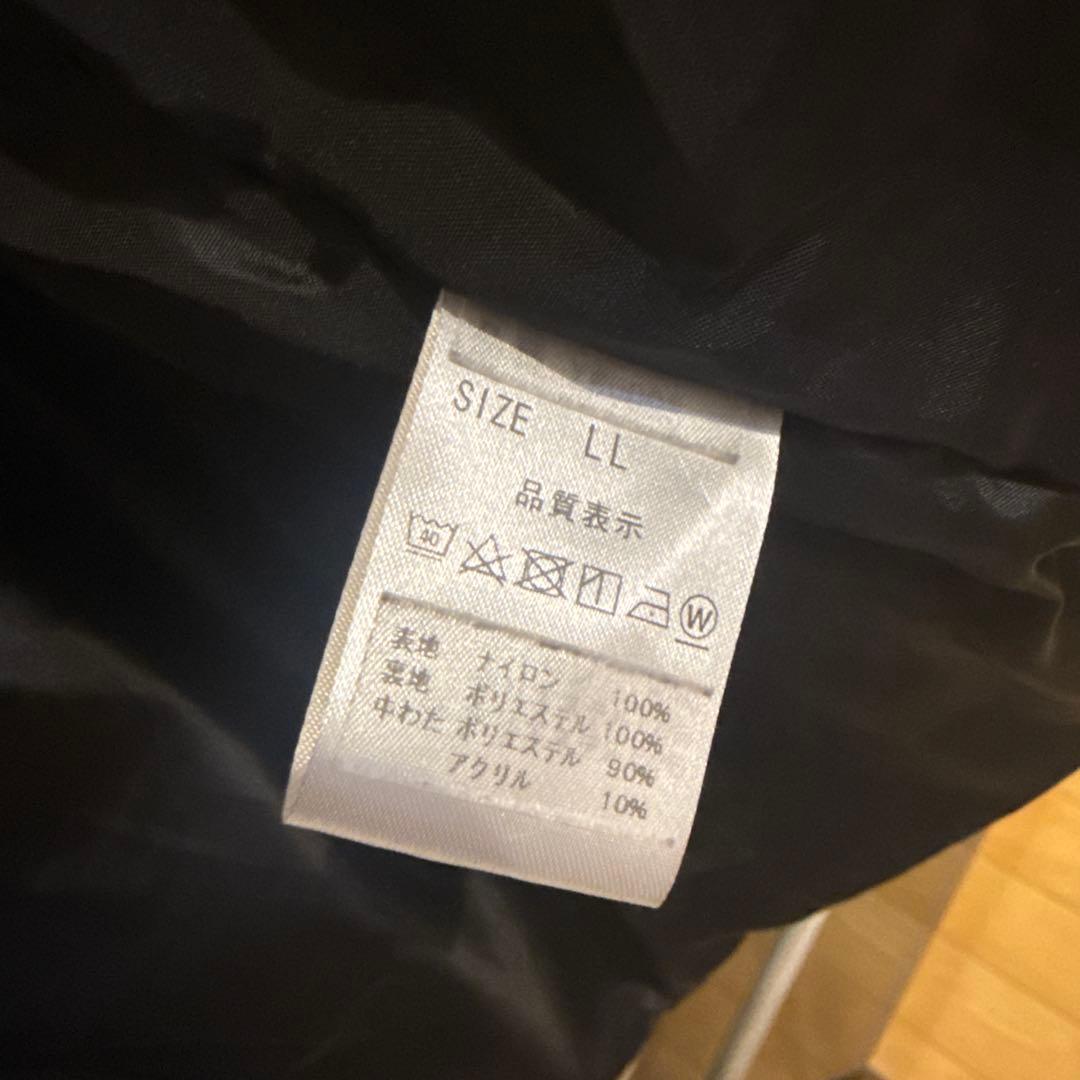 SIZE LL
品質表示
40 W
表地 ナイロン 100%
裏地 ポリエステル 100%
中わた ポリエステル 90%
アクリル 10%